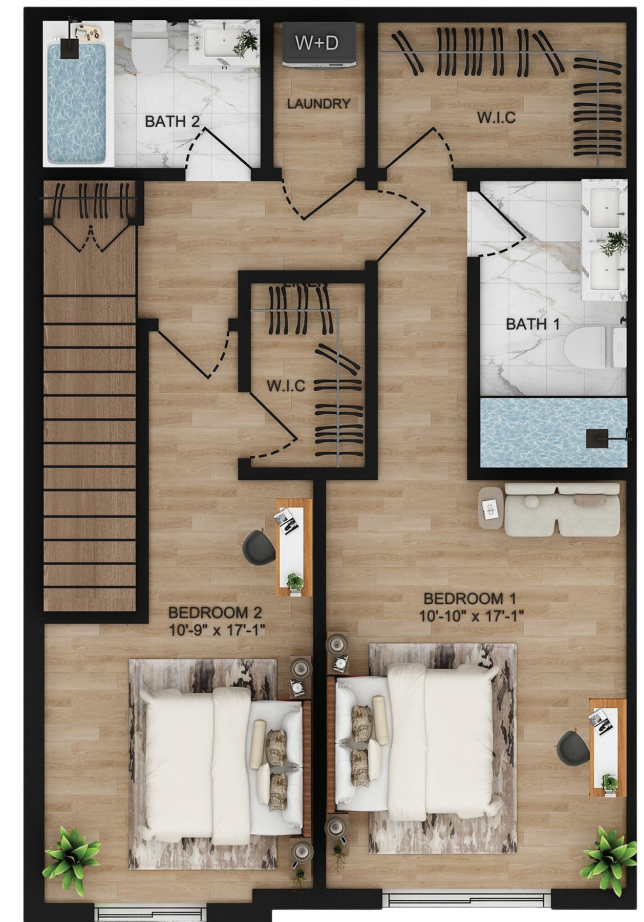 W+D
BATH 2
LAUNDRY
W.I.C
BATH 1
W.I.C
BEDROOM 2
10'-9" x 17'-1"
BEDROOM 1
10'-10" x 17'-1"